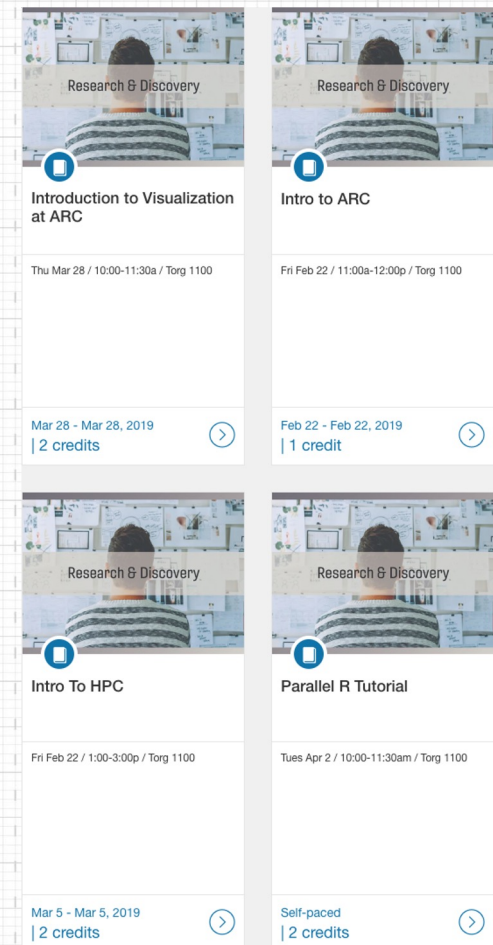 Research & Discovery
Introduction to Visualization
at ARC
Thu Mar 28 / 10:00-11:30a / Torg 1100
Mar 28 - Mar 28, 2019
| 2 credits
Research & Discovery
Intro to ARC
Fri Feb 22 / 11:00a-12:00p / Torg 1100
Feb 22 - Feb 22, 2019
| 1 credit
Research & Discovery
Intro To HPC
Fri Feb 22 / 1:00-3:00p / Torg 1100
Mar 5 - Mar 5, 2019
| 2 credits
Research & Discovery
Parallel R Tutorial
Tues Apr 2 / 10:00-11:30am / Torg 1100
Self-paced
| 2 credits